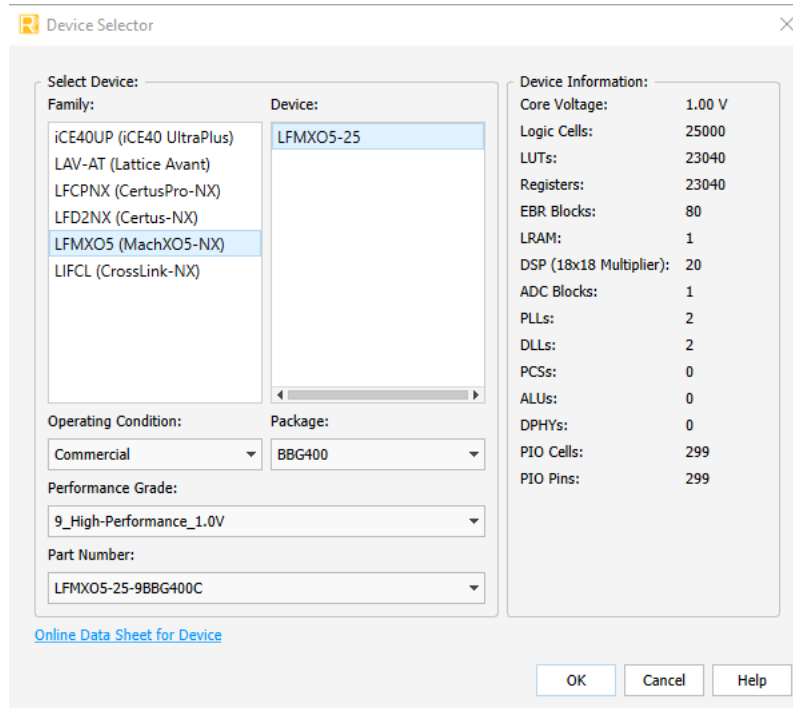 Device Selector
Select Device:
Family:
Device:
iCE40UP (iCE40 UltraPlus)
LAV-AT (Lattice Avant)
LFCPNX (CertusPro-NX)
LFD2NX (Certus-NX)
LFMXO5 (MachXO5-NX)
LIFCL (CrossLink-NX)
LFMXO5-25
Operating Condition:
Package:
Commercial
BBG400
Performance Grade:
9_High-Performance_1.0V
Part Number:
LFMXO5-25-9BBG400C
Online Data Sheet for Device
Device Information:
Core Voltage: 1.00 V
Logic Cells: 25000
LUTs: 23040
Registers: 23040
EBR Blocks: 80
LRAM: 1
DSP (18x18 Multiplier): 20
ADC Blocks: 1
PLLs: 2
DLLs: 2
PCSs: 0
ALUs: 0
DPHYs: 0
PIO Cells: 299
PIO Pins: 299
OK
Cancel
Help